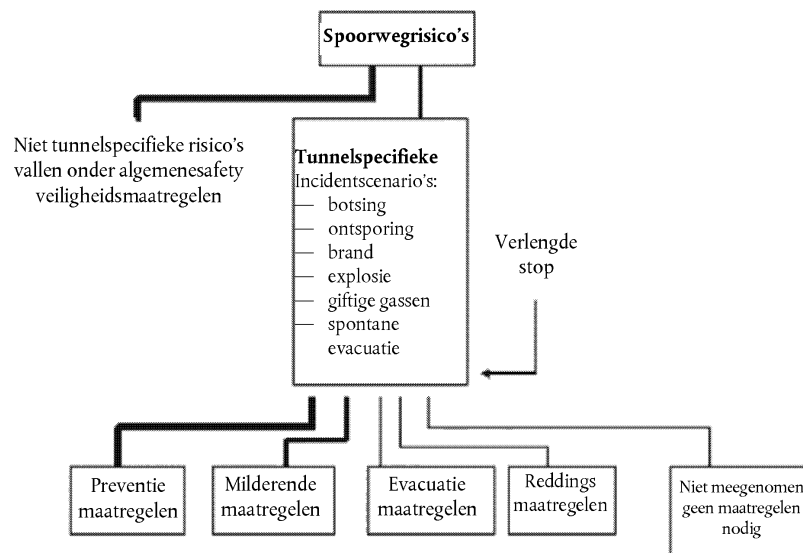 Spoorwegrisico's
Niet tunnelspecifieke risico's
vallen onder algemenesafety
veiligheidsmaatregelen
Tunnelspecifieke
Incidentscenario's:
— botsing
— ontsporing
— brand
— explosie
— giftige gassen
— spontane
evacuatie
Verlengde
stop
Preventie
maatregelen
Milderende
maatregelen
Evacuatie
maatregelen
Reddings
maatregelen
Niet meegenomen
geen maatregelen
nodig